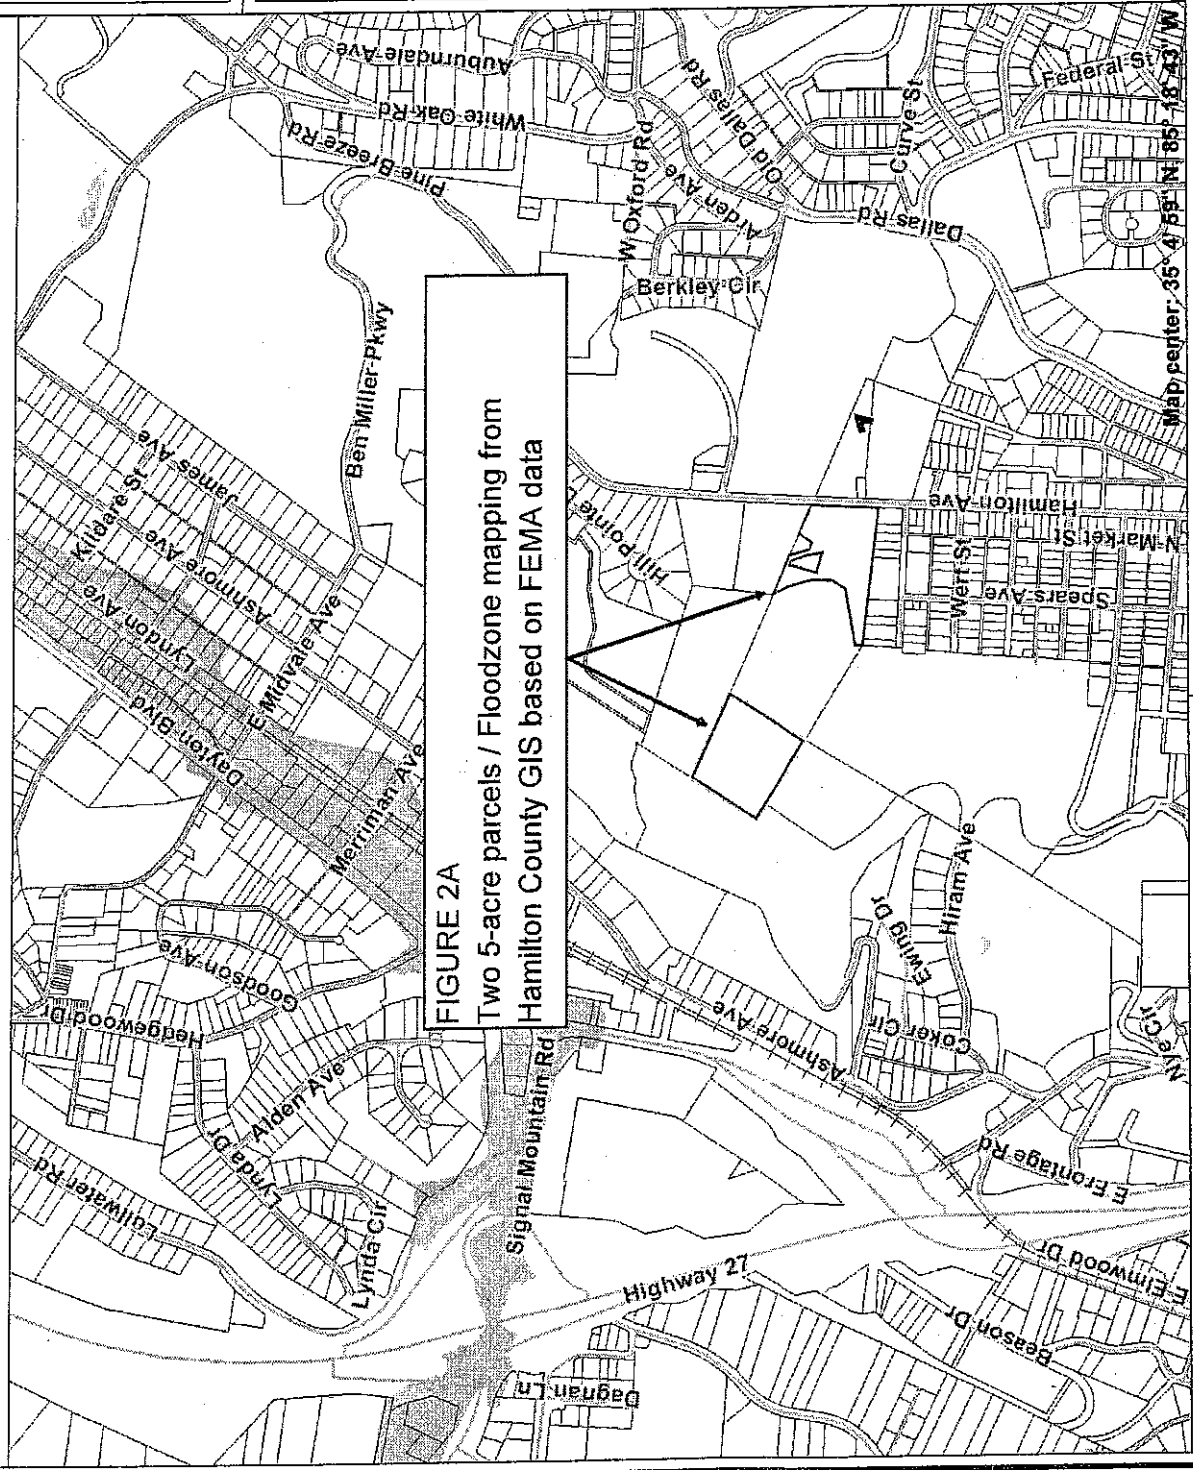 FIGURE 2A
Two 5-acre parcels / Floodzone mapping from
Hamilton County GIS based on FEMA data
Lullwater Rd
Hedgewood Dr
Goodson Ave
Lynda Dr
Alden Ave
Lynda Cir
Dayton Blvd
Lyndon Ave
Kildare St
James Ave
Ashmore Ave
E Midvale Ave
Merriman Ave
Ben Miller Pkwy
Pine Breeze Rd
White Oak Rd
Auburndale Ave
Signal Mountain Rd
Highway 27
Dagnan Ln
Ashmore Ave
Hill Pointe
W Oxford Rd
Berkley Cir
Arden Ave
Old Dallas Rd
Dallas Rd
Curve St
Federal St
Ewing Dr
Hiram Ave
Coker Cir
Nye Cir
E Frontage Rd
E Elmwood Dr
Beason Dr
Wert St
Spears Ave
N Market St
Hamilton Ave
Map center: 35° 4' 59" N, 85° 18' 43" W